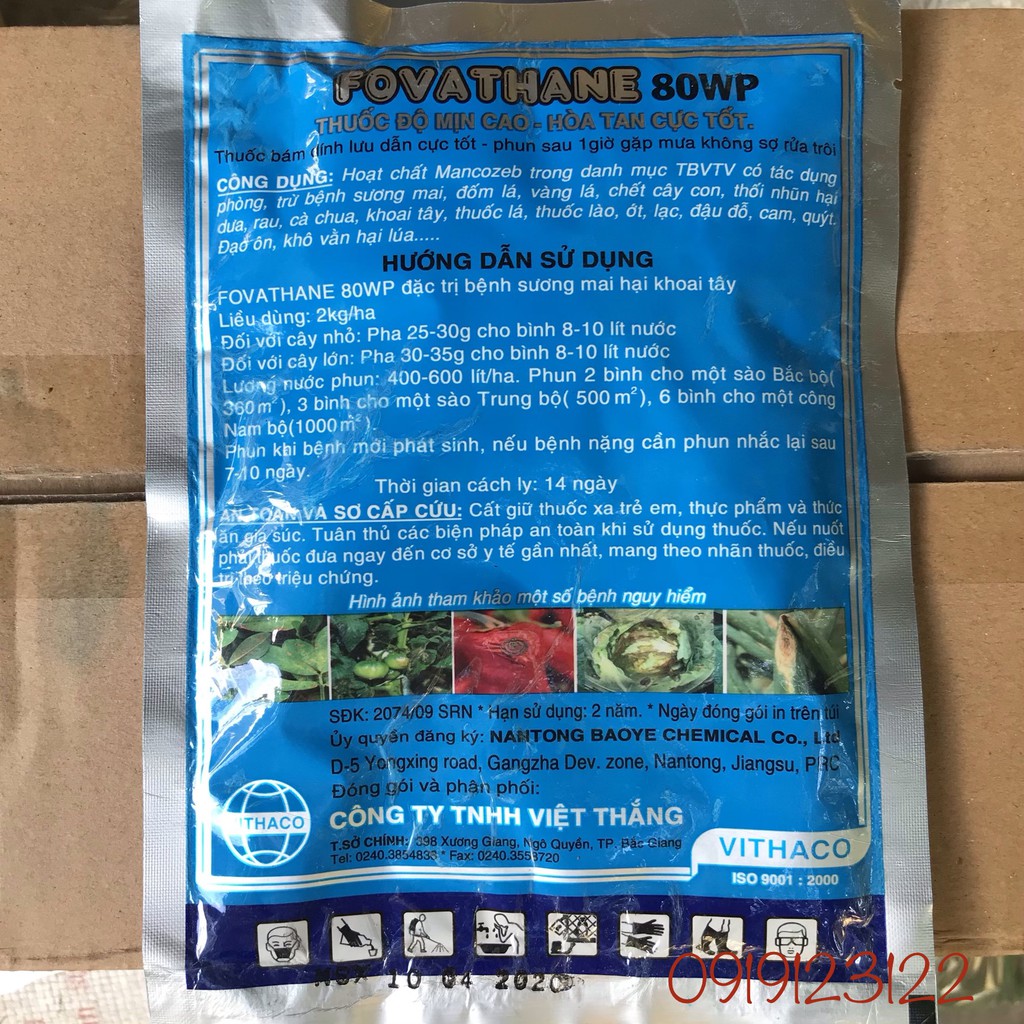 FOVATHANE 80WP
THUỐC ĐỘ MỊN CAO - HÒA TAN CỰC TỐT.
Thuốc bám dính lưu dẫn cực tốt - phun sau 1giờ gặp mưa không sợ rửa trôi
CÔNG DỤNG: Hoạt chất Mancozeb trong danh mục TBVTV có tác dụng
phòng, trừ bệnh sương mai, đốm lá, vàng lá, chết cây con, thối nhũn hại
dưa, rau, cà chua, khoai tây, thuốc lá, thuốc lào, ớt, lạc, đậu đỗ, cam, quýt.
Đạo ôn, khô vằn hại lúa.....
HƯỚNG DẪN SỬ DỤNG
FOVATHANE 80WP đặc trị bệnh sương mai hại khoai tây
Liều dùng: 2kg/ha
Đối với cây nhỏ: Pha 25-30g cho bình 8-10 lít nước
Đối với cây lớn: Pha 30-35g cho bình 8-10 lít nước
Lượng nước phun: 400-600 lít/ha. Phun 2 bình cho một sào Bắc bộ(
360m²), 3 bình cho một sào Trung bộ( 500m²), 6 bình cho một công
Nam bộ(1000m²)
Phun khi bệnh mới phát sinh, nếu bệnh nặng cần phun nhắc lại sau
7-10 ngày.
Thời gian cách ly: 14 ngày
AN TOÀN VÀ SƠ CẤP CỨU: Cất giữ thuốc xa trẻ em, thực phẩm và thức
ăn gia súc. Tuân thủ các biện pháp an toàn khi sử dụng thuốc. Nếu nuốt
phải thuốc đưa ngay đến cơ sở y tế gần nhất, mang theo nhãn thuốc, điều
trị theo triệu chứng.
Hình ảnh tham khảo một số bệnh nguy hiểm
SĐK: 2074/09 SRN * Hạn sử dụng: 2 năm. * Ngày đóng gói in trên túi
Ủy quyền đăng ký: NANTONG BAOYE CHEMICAL Co., Ltd
D-5 Yongxing road, Gangzha Dev. zone, Nantong, Jiangsu, PRC
Đóng gói và phân phối:
CÔNG TY TNHH VIỆT THẮNG
VITHACO
T.SỞ CHÍNH: 398 Xương Giang, Ngô Quyền, TP. Bắc Giang
Tel: 0240.3854833 * Fax: 0240.3558720
VITHACO
ISO 9001 : 2000
NSX 10 04 2020
0919123122